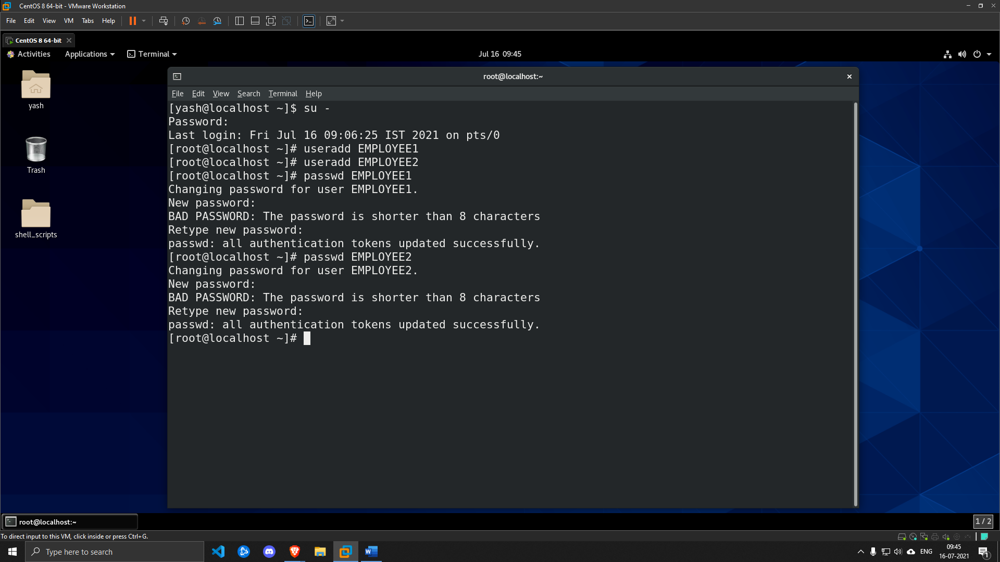 CentOS 8 64-bit - VMware Workstation
File Edit View VM Tabs Help
CentOS 8 64-bit
Activities Applications Terminal Jul 16 09:45
yash
Trash
shell_scripts
root@localhost:~
File Edit View Search Terminal Help
[yash@localhost ~]$ su -
Password:
Last login: Fri Jul 16 09:06:25 IST 2021 on pts/0
[root@localhost ~]# useradd EMPLOYEE1
[root@localhost ~]# useradd EMPLOYEE2
[root@localhost ~]# passwd EMPLOYEE1
Changing password for user EMPLOYEE1.
New password:
BAD PASSWORD: The password is shorter than 8 characters
Retype new password:
passwd: all authentication tokens updated successfully.
[root@localhost ~]# passwd EMPLOYEE2
Changing password for user EMPLOYEE2.
New password:
BAD PASSWORD: The password is shorter than 8 characters
Retype new password:
passwd: all authentication tokens updated successfully.
[root@localhost ~]#
root@localhost:~
1 / 2
To direct input to this VM, click inside or press Ctrl+G.
Type here to search
ENG
09:45
16-07-2021
1